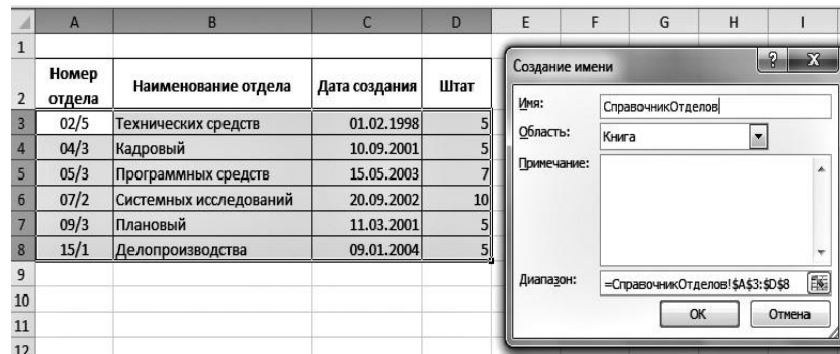 A B C D E F G H I
1
2 Номер отдела Наименование отдела Дата создания Штат
3 02/5 Технических средств 01.02.1998 5
4 04/3 Кадровый 10.09.2001 5
5 05/3 Программных средств 15.05.2003 7
6 07/2 Системных исследований 20.09.2002 10
7 09/3 Плановый 11.03.2001 5
8 15/1 Делопроизводства 09.01.2004 5
9
10
11
12
Создание имени ? X
Имя: СправочникОтделов
Область: Книга
Примечание:
Диапазон: =СправочникОтделов!$A$3:$D$8
ОК Отмена